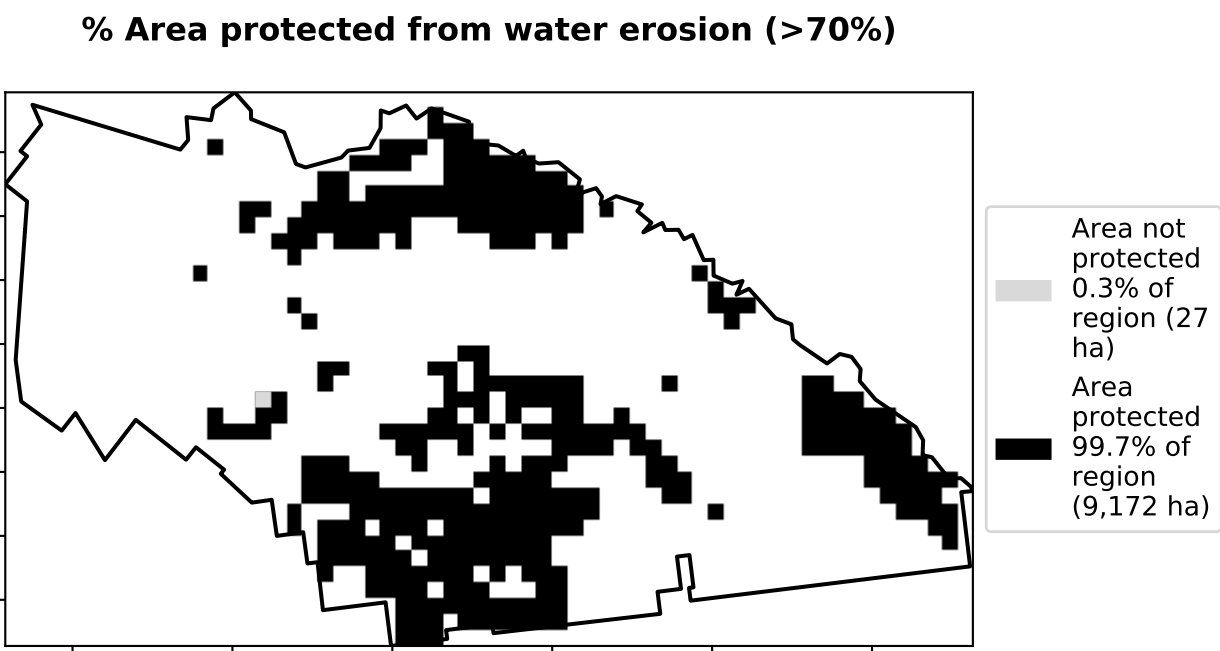 % Area protected from water erosion (>70%)
Area not
protected
0.3% of
region (27
ha)
Area
protected
99.7% of
region
(9,172 ha)